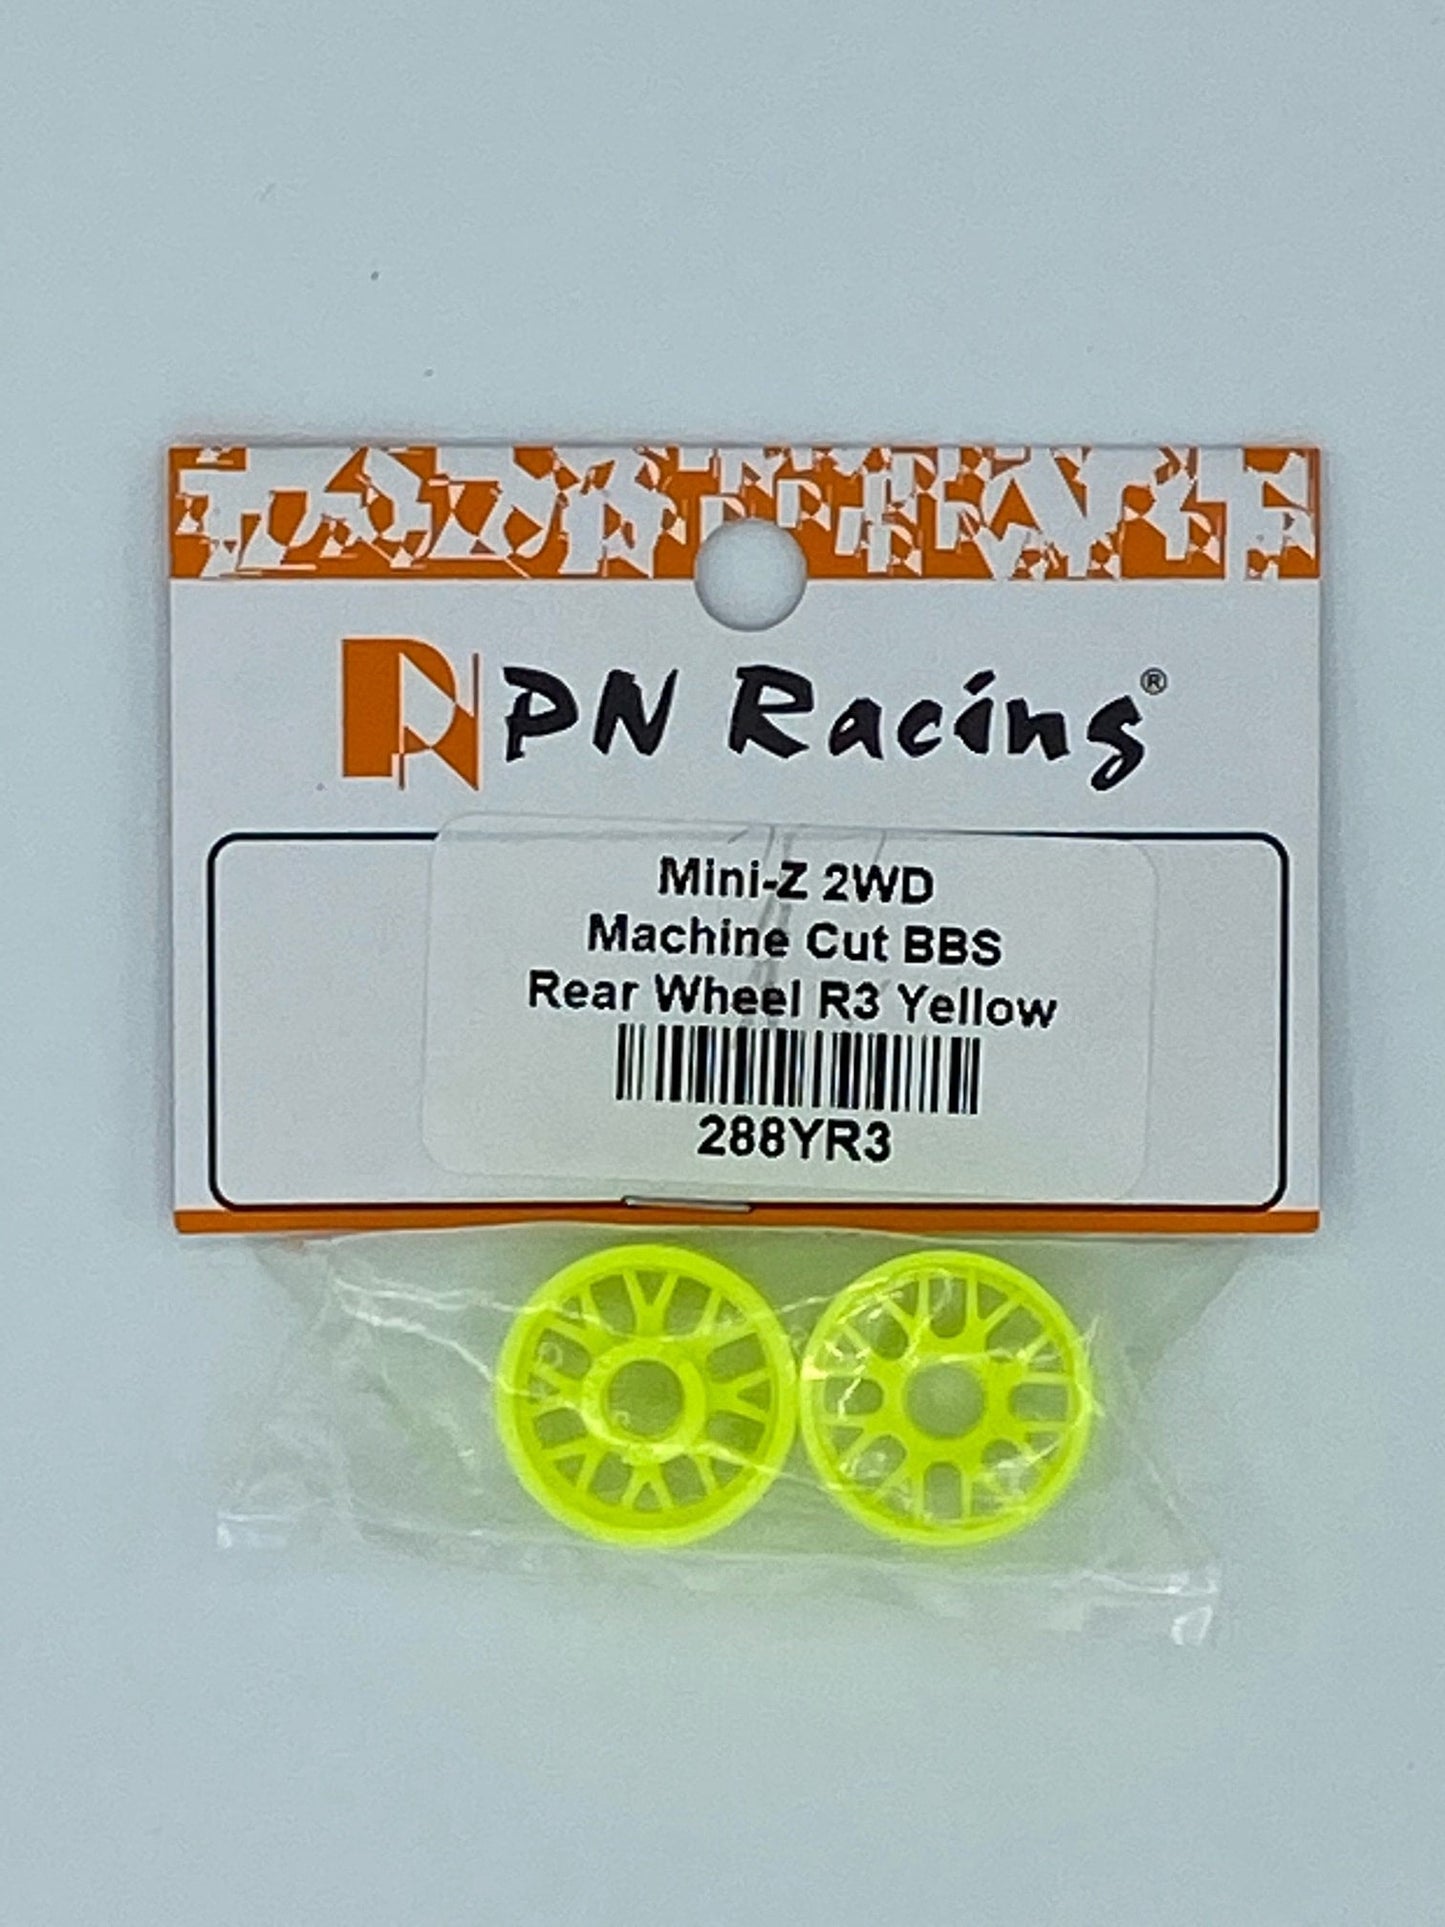 PN Racing®
Mini-Z 2WD
Machine Cut BBS
Rear Wheel R3 Yellow
288YR3